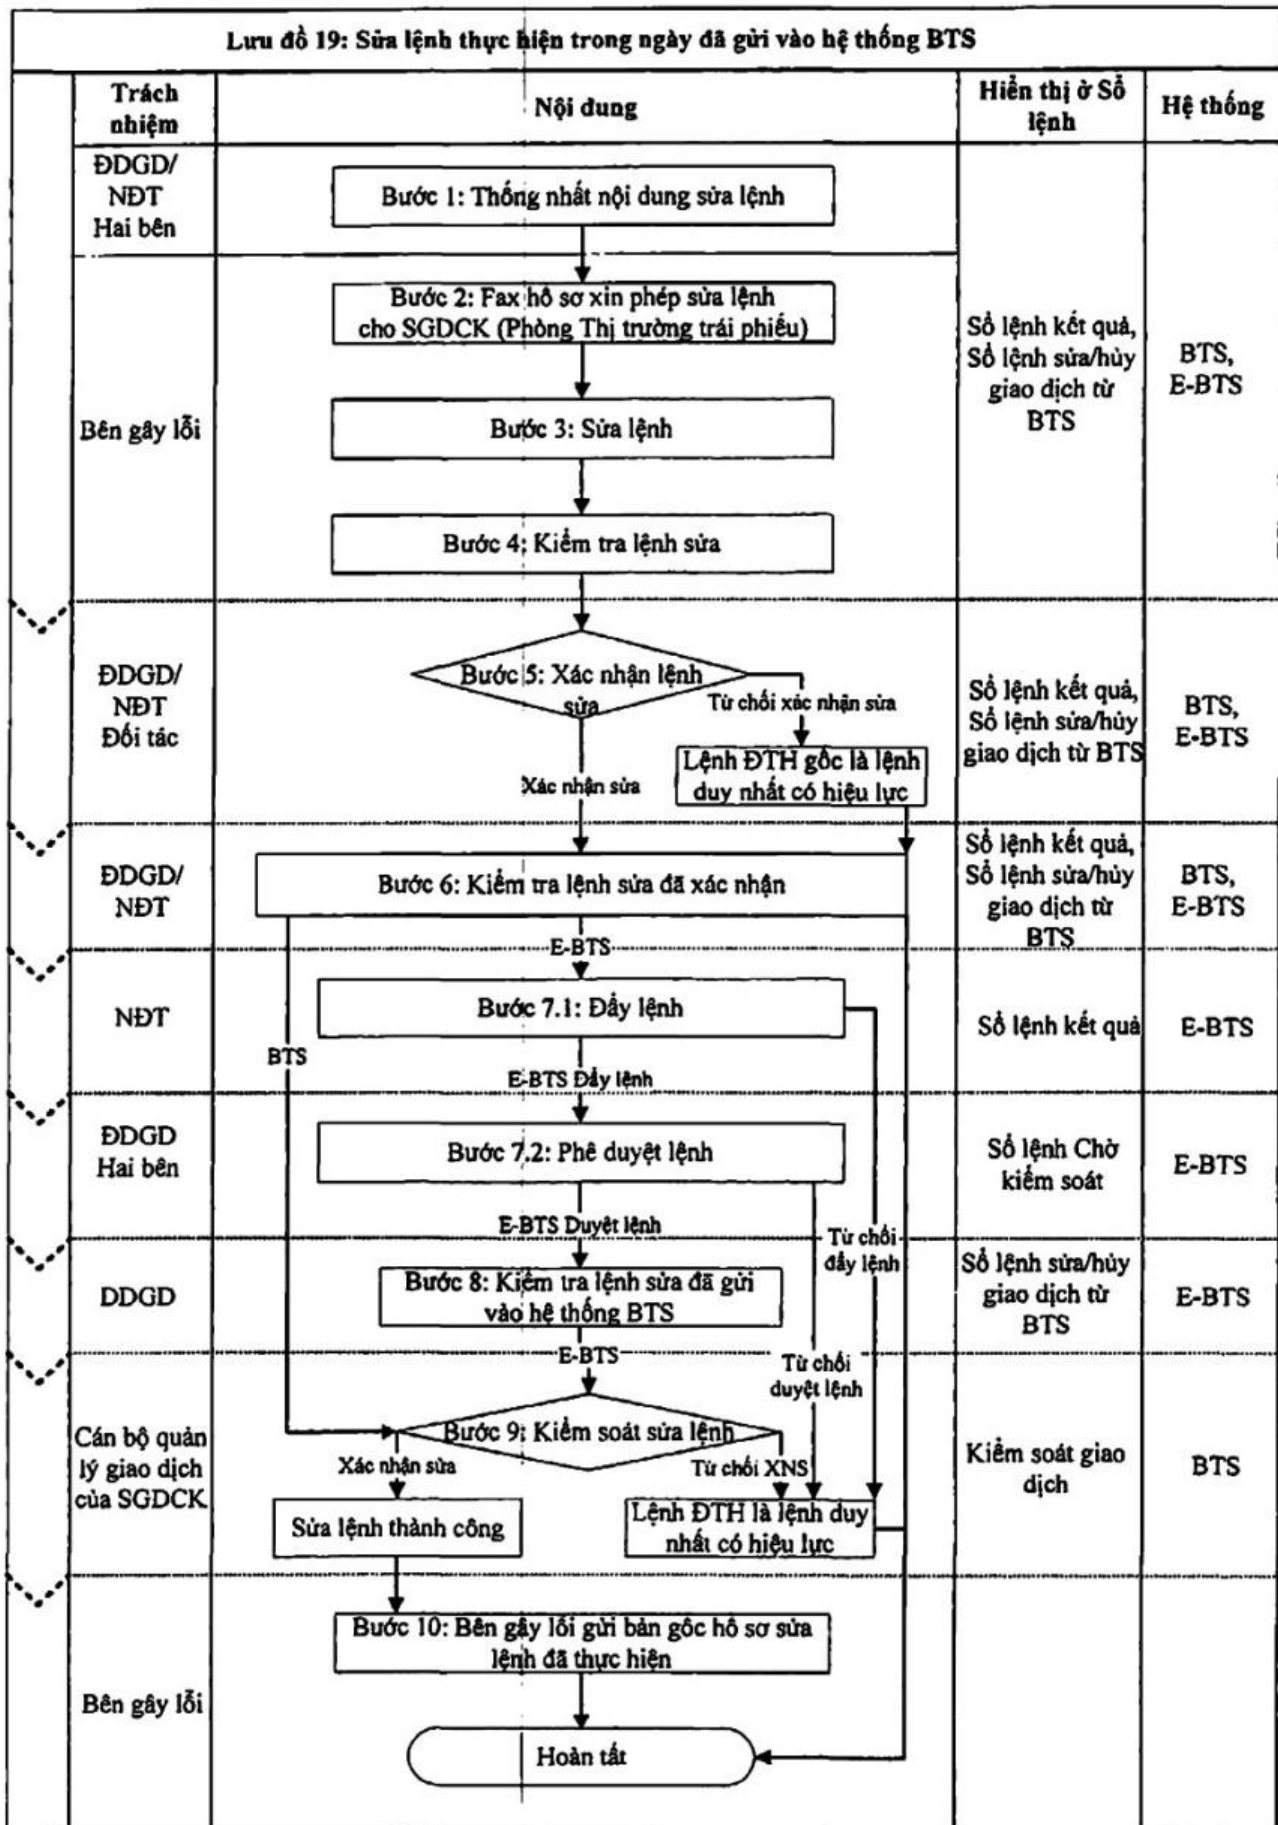 Lưu đồ 19: Sửa lệnh thực hiện trong ngày đã gửi vào hệ thống BTS
Trách
nhiệm
Nội dung
Hiển thị ở Sổ
lệnh
Hệ thống
ĐDGD/
NĐT
Hai bên
Bước 1: Thống nhất nội dung sửa lệnh
Bước 2: Fax hồ sơ xin phép sửa lệnh
cho SGDCK (Phòng Thị trường trái phiếu)
Bên gây lỗi
Bước 3: Sửa lệnh
Bước 4: Kiểm tra lệnh sửa
Sổ lệnh kết quả,
Sổ lệnh sửa/hủy
giao dịch từ
BTS
BTS,
E-BTS
ĐDGD/
NĐT
Đối tác
Bước 5: Xác nhận lệnh
sửa
Từ chối xác nhận sửa
Lệnh ĐTH gốc là lệnh
duy nhất có hiệu lực
Xác nhận sửa
Sổ lệnh kết quả,
Sổ lệnh sửa/hủy
giao dịch từ BTS
BTS,
E-BTS
ĐDGD/
NĐT
Bước 6: Kiểm tra lệnh sửa đã xác nhận
E-BTS
Sổ lệnh kết quả,
Sổ lệnh sửa/hủy
giao dịch từ
BTS
BTS,
E-BTS
NĐT
Bước 7.1: Đẩy lệnh
BTS
E-BTS Đẩy lệnh
Sổ lệnh kết quả
E-BTS
ĐDGD
Hai bên
Bước 7.2: Phê duyệt lệnh
E-BTS Duyệt lệnh
Từ chối
đẩy lệnh
Sổ lệnh Chờ
kiểm soát
E-BTS
DDGD
Bước 8: Kiểm tra lệnh sửa đã gửi
vào hệ thống BTS
Sổ lệnh sửa/hủy
giao dịch từ
BTS
E-BTS
E-BTS
Từ chối
duyệt lệnh
Cán bộ quản
lý giao dịch
của SGDCK
Bước 9: Kiểm soát sửa lệnh
Xác nhận sửa
Từ chối XNS
Sửa lệnh thành công
Lệnh ĐTH là lệnh duy
nhất có hiệu lực
Kiểm soát giao
dịch
BTS
Bên gây lỗi
Bước 10: Bên gây lỗi gửi bản gốc hồ sơ sửa
lệnh đã thực hiện
Hoàn tất